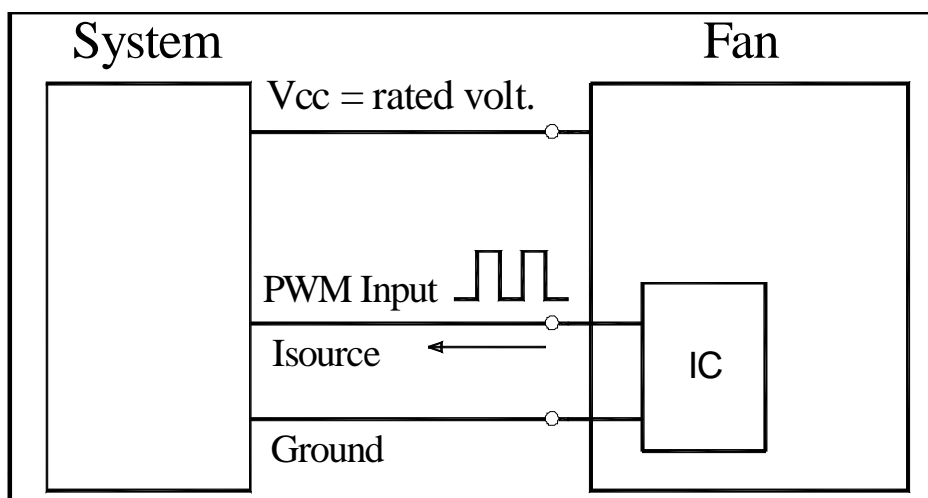 System
Fan
Vcc = rated volt.
PWM Input
Isource
IC
Ground